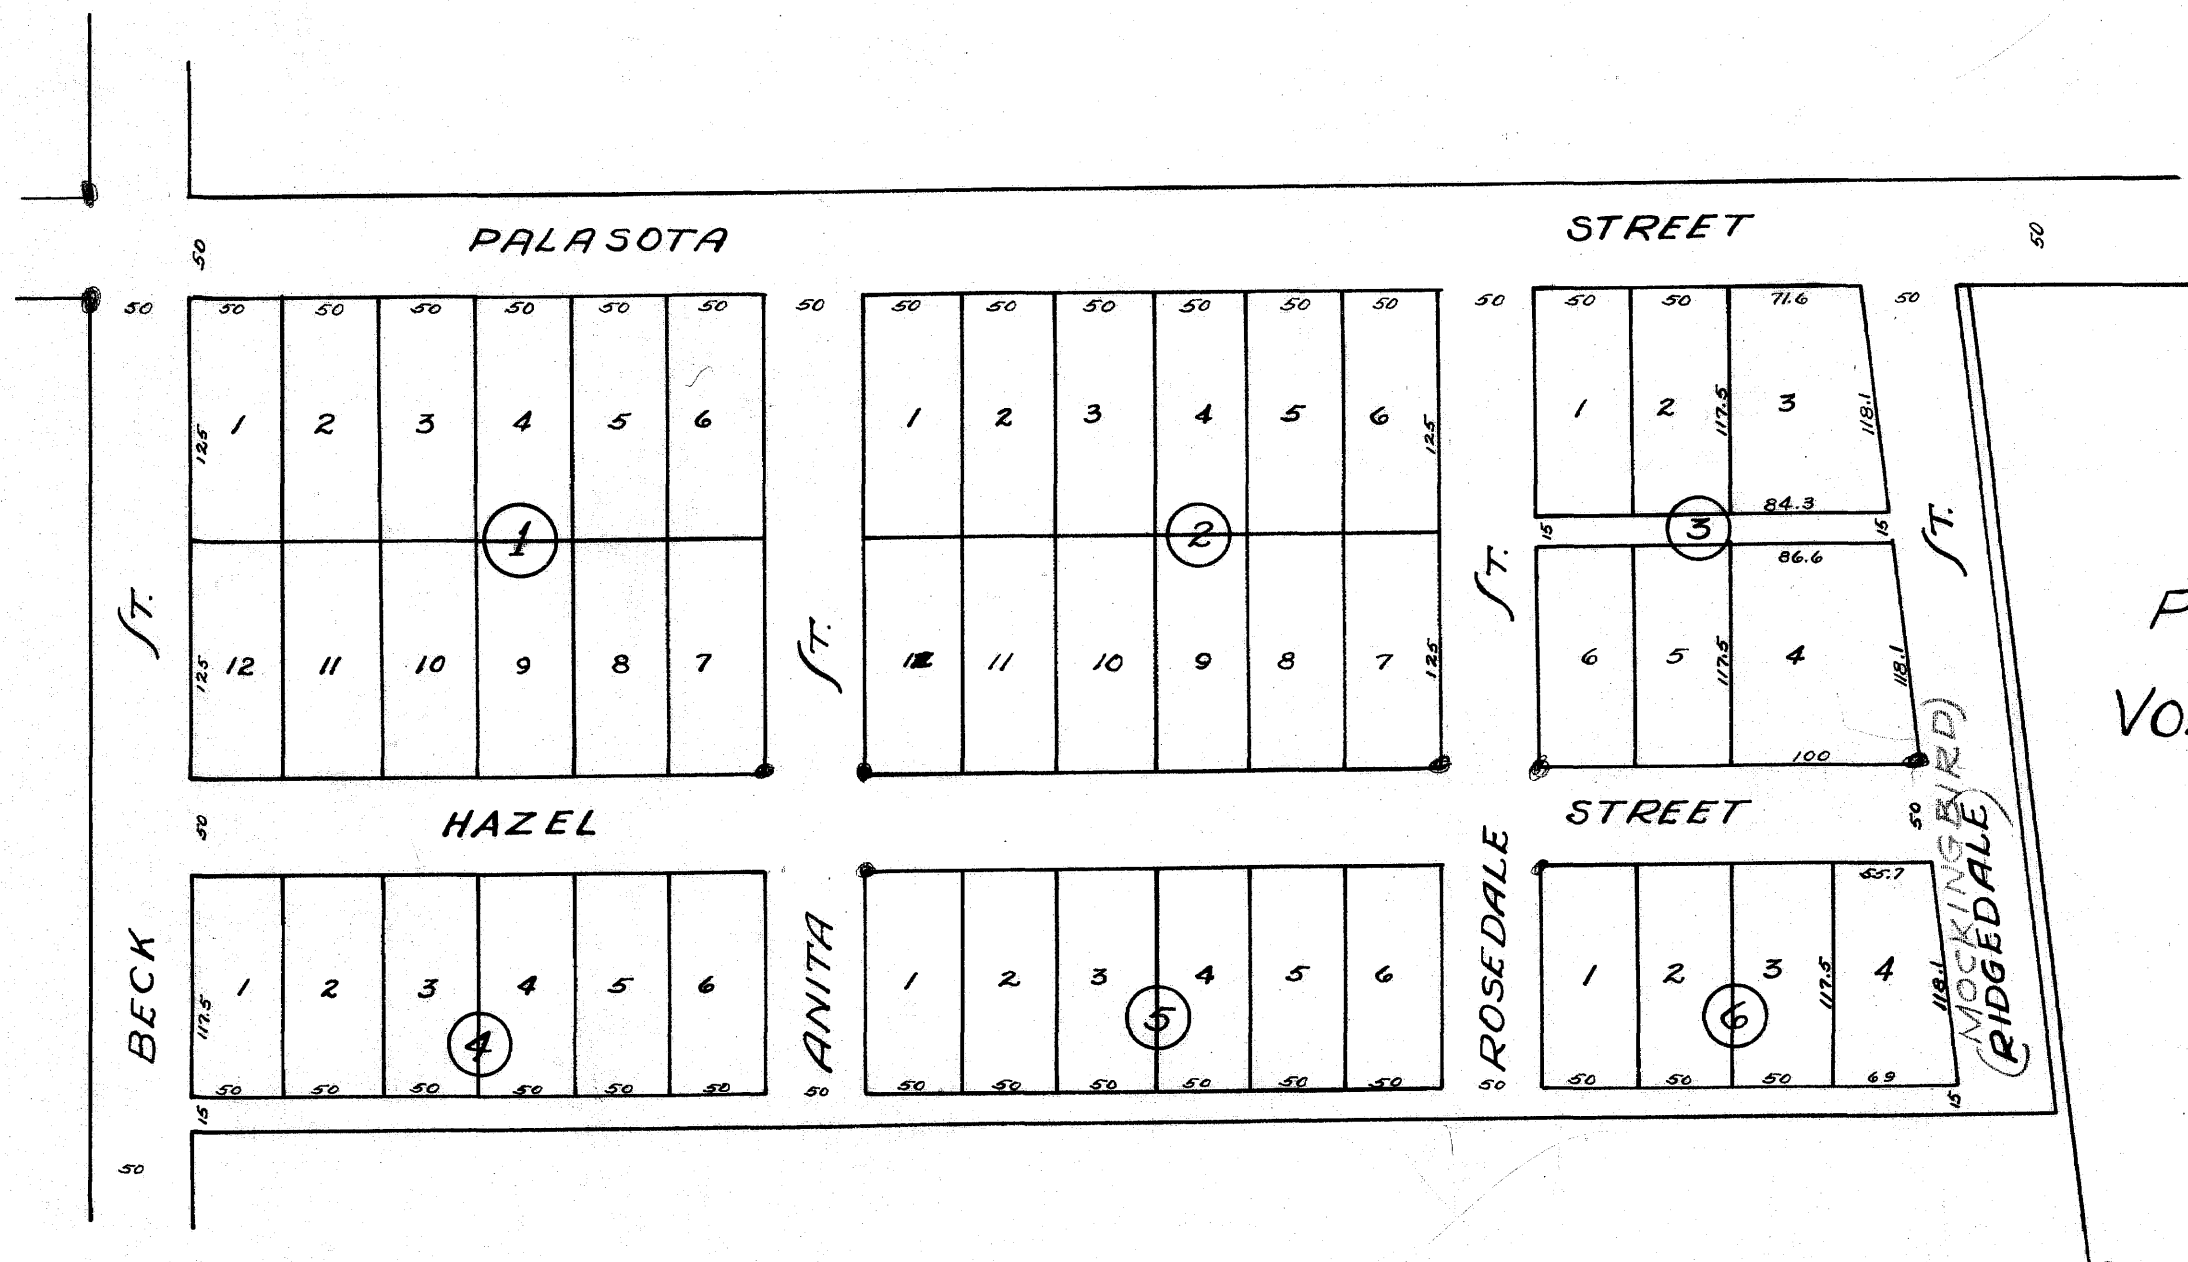 PALASOTA STREET
50 50
50 50 50 50 50 50 50 50 50 50 50 50 50 50 50 50 50 71.6 50
125 1 2 3 4 5 6 1 2 3 4 5 6 125 1 2 117.5 3 118.1
84.3
1 2 15 3 15 ST.
86.6
ST. ST. ST.
125 12 11 10 9 8 7 11 10 9 8 7 125 6 5 117.5 4 118.1
P
VO.
100
50 HAZEL STREET 50
(MOCKINGBIRD)
(RIDGEDALE)
55.7
BECK ANITA ROSEDALE
117.5 1 2 3 4 5 6 1 2 3 4 5 6 1 2 3 117.5 4 118.1
4 5 6
50 50 50 50 50 50 50 50 50 50 50 50 50 50 50 50 50 69
15 15
50